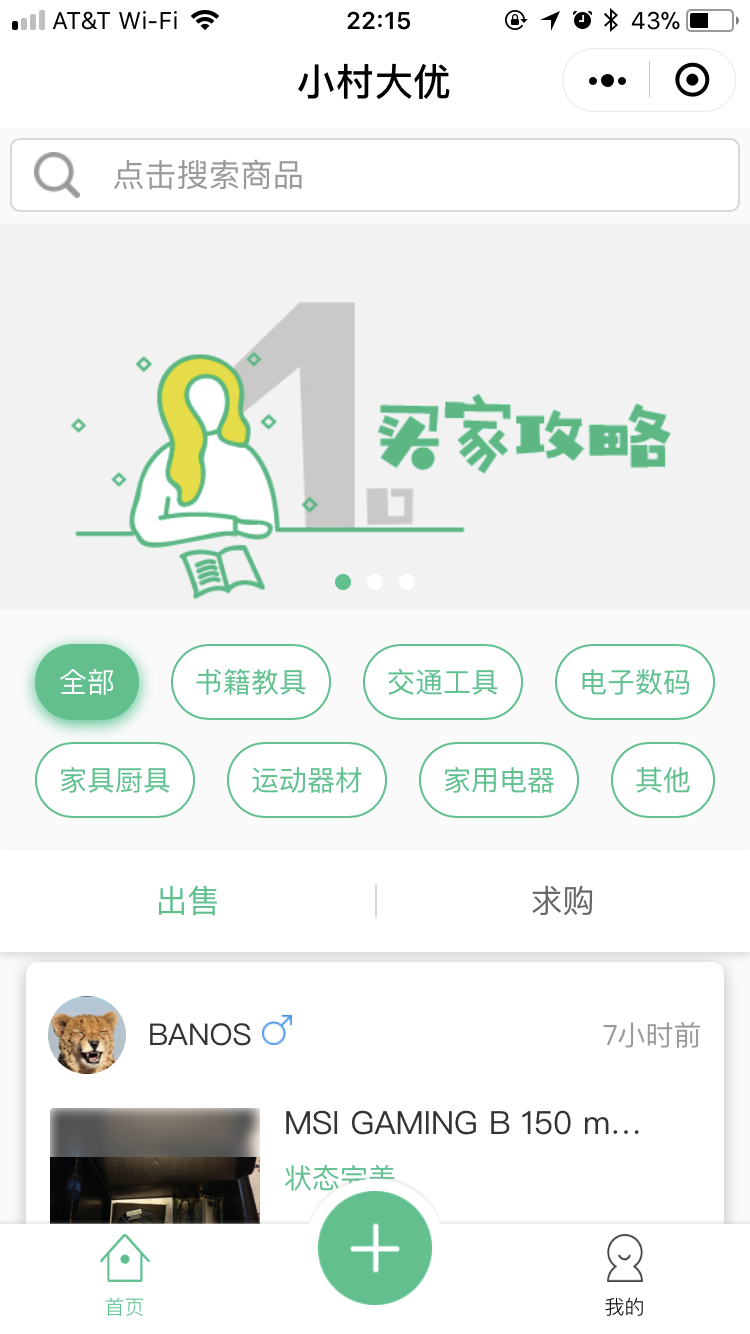 AT&T Wi-Fi 22:15 43%
小村大优
点击搜索商品
1
买家攻略
全部 书籍教具 交通工具 电子数码
家具厨具 运动器材 家用电器 其他
出售 求购
BANOS 7小时前
MSI GAMING B 150 m...
状态完美
首页 我的